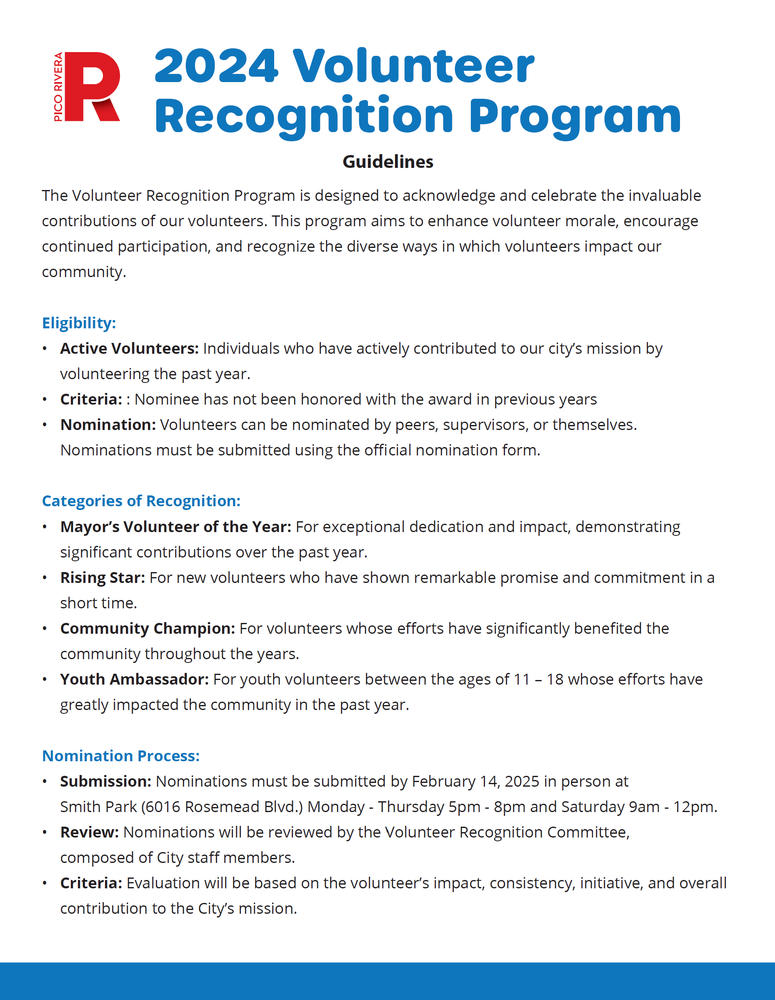 PICO RIVERA
R
2024 Volunteer
Recognition Program
Guidelines
The Volunteer Recognition Program is designed to acknowledge and celebrate the invaluable
contributions of our volunteers. This program aims to enhance volunteer morale, encourage
continued participation, and recognize the diverse ways in which volunteers impact our
community.
Eligibility:
• Active Volunteers: Individuals who have actively contributed to our city’s mission by
volunteering the past year.
• Criteria: : Nominee has not been honored with the award in previous years
• Nomination: Volunteers can be nominated by peers, supervisors, or themselves.
Nominations must be submitted using the official nomination form.
Categories of Recognition:
• Mayor’s Volunteer of the Year: For exceptional dedication and impact, demonstrating
significant contributions over the past year.
• Rising Star: For new volunteers who have shown remarkable promise and commitment in a
short time.
• Community Champion: For volunteers whose efforts have significantly benefited the
community throughout the years.
• Youth Ambassador: For youth volunteers between the ages of 11 – 18 whose efforts have
greatly impacted the community in the past year.
Nomination Process:
• Submission: Nominations must be submitted by February 14, 2025 in person at
Smith Park (6016 Rosemead Blvd.) Monday - Thursday 5pm - 8pm and Saturday 9am - 12pm.
• Review: Nominations will be reviewed by the Volunteer Recognition Committee,
composed of City staff members.
• Criteria: Evaluation will be based on the volunteer’s impact, consistency, initiative, and overall
contribution to the City’s mission.